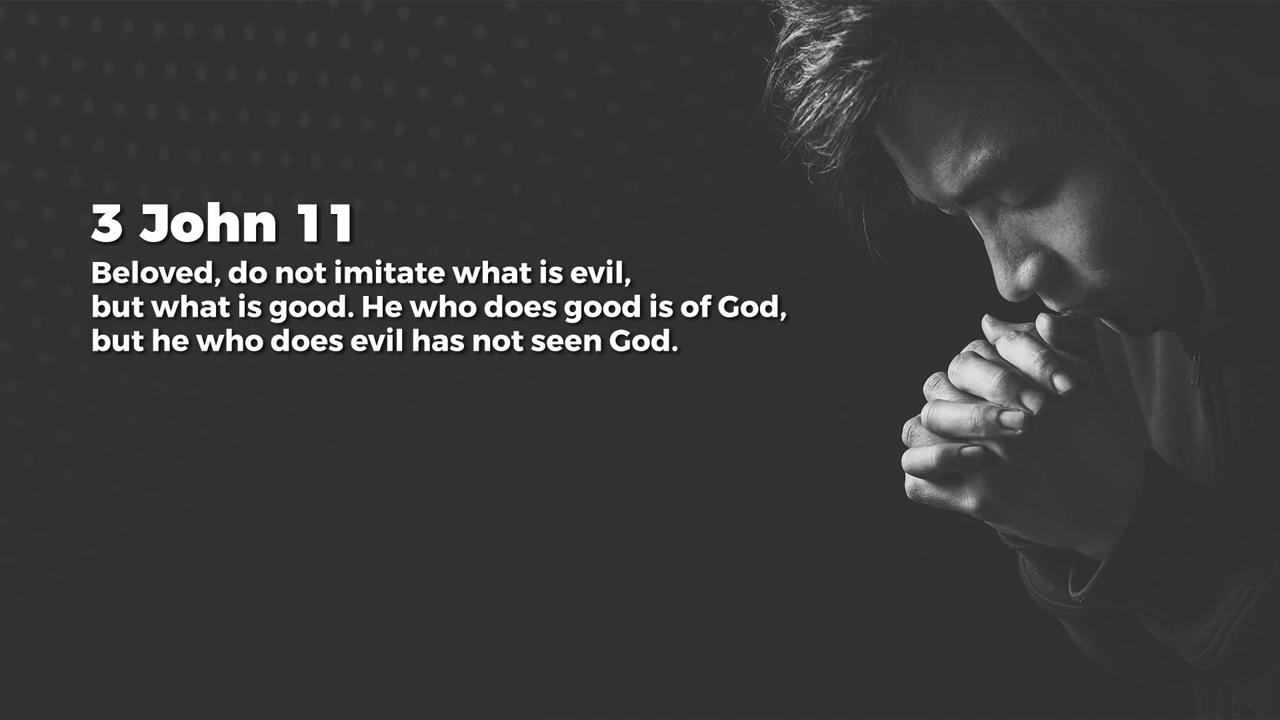 3 John 11
Beloved, do not imitate what is evil,
but what is good. He who does good is of God,
but he who does evil has not seen God.